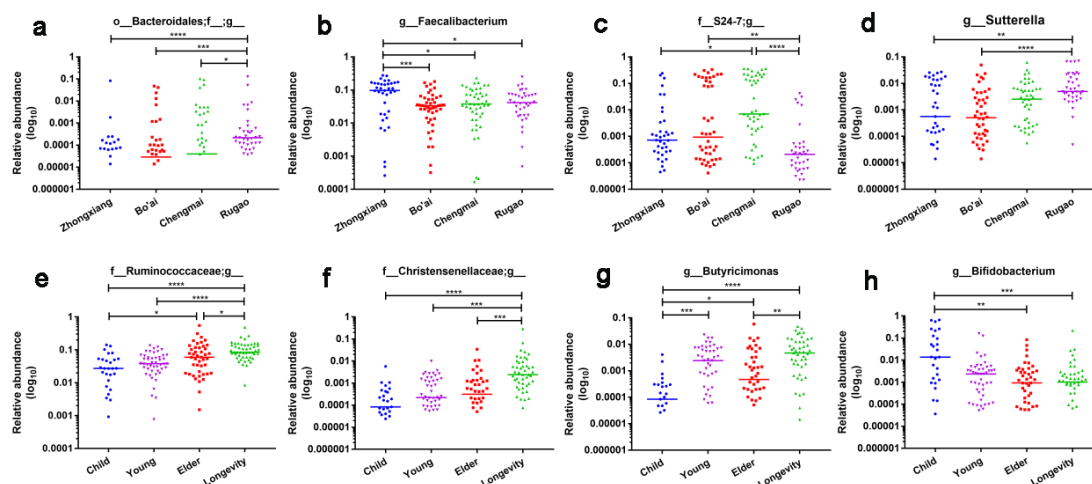 a
o__Bacteroidales;f__;g__
****
***
*
Relative abundance
(log10)
1
0.1
0.01
0.001
0.0001
0.00001
0.000001
Zhongxiang
Bo'ai
Chengmai
Rugao
b
g__Faecalibacterium
*
*
***
Relative abundance
(log10)
1
0.1
0.01
0.001
0.0001
Zhongxiang
Bo'ai
Chengmai
Rugao
c
f__S24-7;g__
**
*
****
Relative abundance
(log10)
1
0.1
0.01
0.001
0.0001
0.00001
0.000001
Zhongxiang
Bo'ai
Chengmai
Rugao
d
g__Sutterella
**
****
Relative abundance
(log10)
1
0.1
0.01
0.001
0.0001
0.00001
0.000001
Zhongxiang
Bo'ai
Chengmai
Rugao
e
f__Ruminococcaceae;g__
****
****
*
*
Relative abundance
(log10)
1
0.1
0.01
0.001
0.0001
Child
Young
Elder
Longevity
f
f__Christensenellaceae;g__
****
***
***
Relative abundance
(log10)
1
0.1
0.01
0.001
0.0001
0.00001
0.000001
Child
Young
Elder
Longevity
g
g__Butyricimonas
****
*
***
**
Relative abundance
(log10)
1
0.1
0.01
0.001
0.0001
0.00001
0.000001
Child
Young
Elder
Longevity
h
g__Bifidobacterium
***
**
Relative abundance
(log10)
1
0.1
0.01
0.001
0.0001
0.00001
0.000001
Child
Young
Elder
Longevity